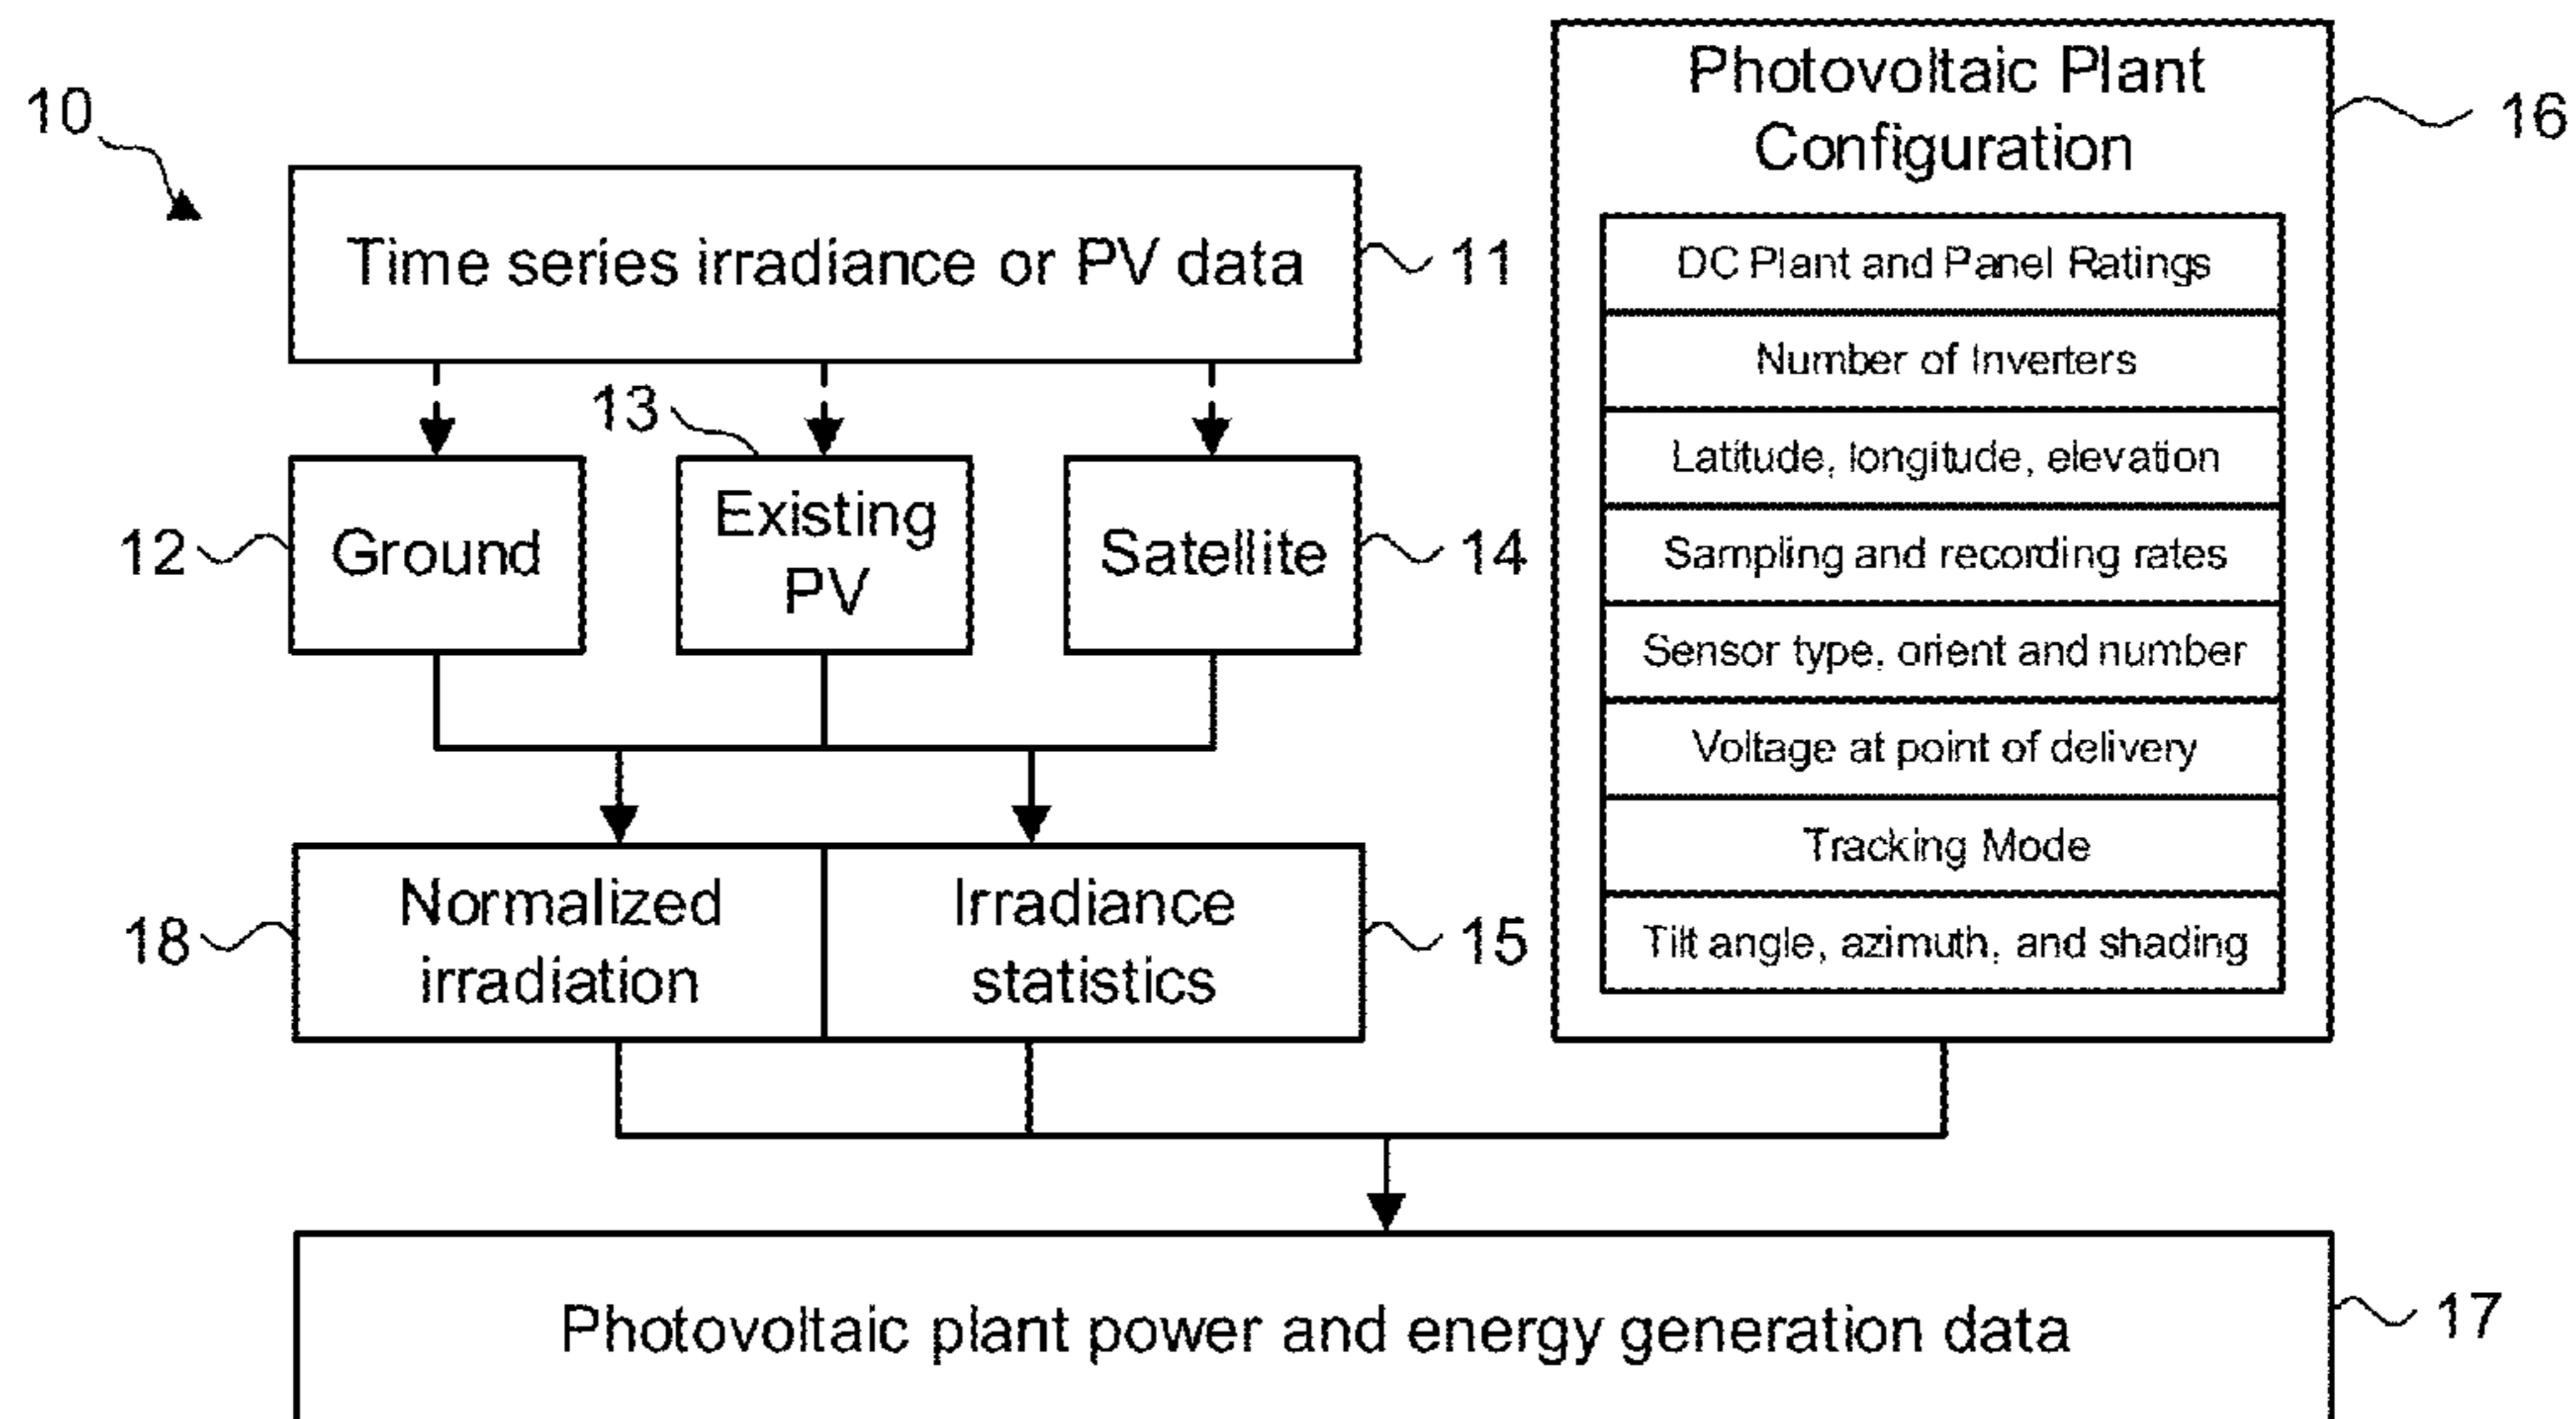 10
Time series irradiance or PV data
11
13
12
Ground
Existing
PV
Satellite
14
18
Normalized
irradiation
Irradiance
statistics
15
Photovoltaic Plant
Configuration
16
DC Plant and Panel Ratings
Number of Inverters
Latitude, longitude, elevation
Sampling and recording rates
Sensor type, orient and number
Voltage at point of delivery
Tracking Mode
Tilt angle, azimuth, and shading
Photovoltaic plant power and energy generation data
17